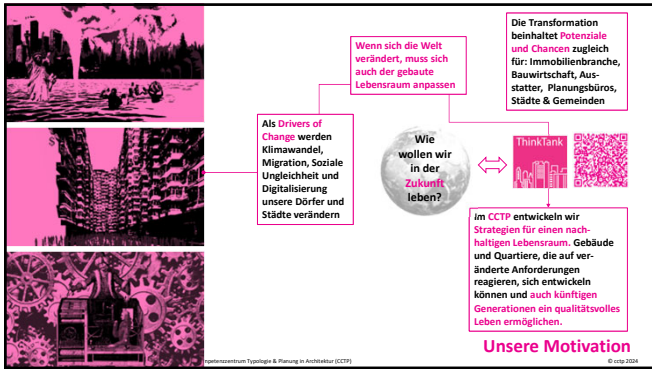 Wenn sich die Welt
verändert, muss sich
auch der gebaute
Lebensraum anpassen
Die Transformation
beinhaltet Potenziale
und Chancen zugleich
für: Immobilienbranche,
Bauwirtschaft, Aus-
statter, Planungsbüros,
Städte & Gemeinden
Als Drivers of
Change werden
Klimawandel,
Migration, Soziale
Ungleichheit und
Digitalisierung
unsere Dörfer und
Städte verändern
Wie
wollen wir
in der
Zukunft
leben?
ThinkTank
$
Im CCTP entwickeln wir
Strategien für einen nach-
haltigen Lebensraum. Gebäude
und Quartiere, die auf ver-
änderte Anforderungen
reagieren, sich entwickeln
können und auch künftigen
Generationen ein qualitätsvolles
Leben ermöglichen.
Unsere Motivation
mpetenzzentrum Typologie & Planung in Architektur (CCTP)
© cctp 2024